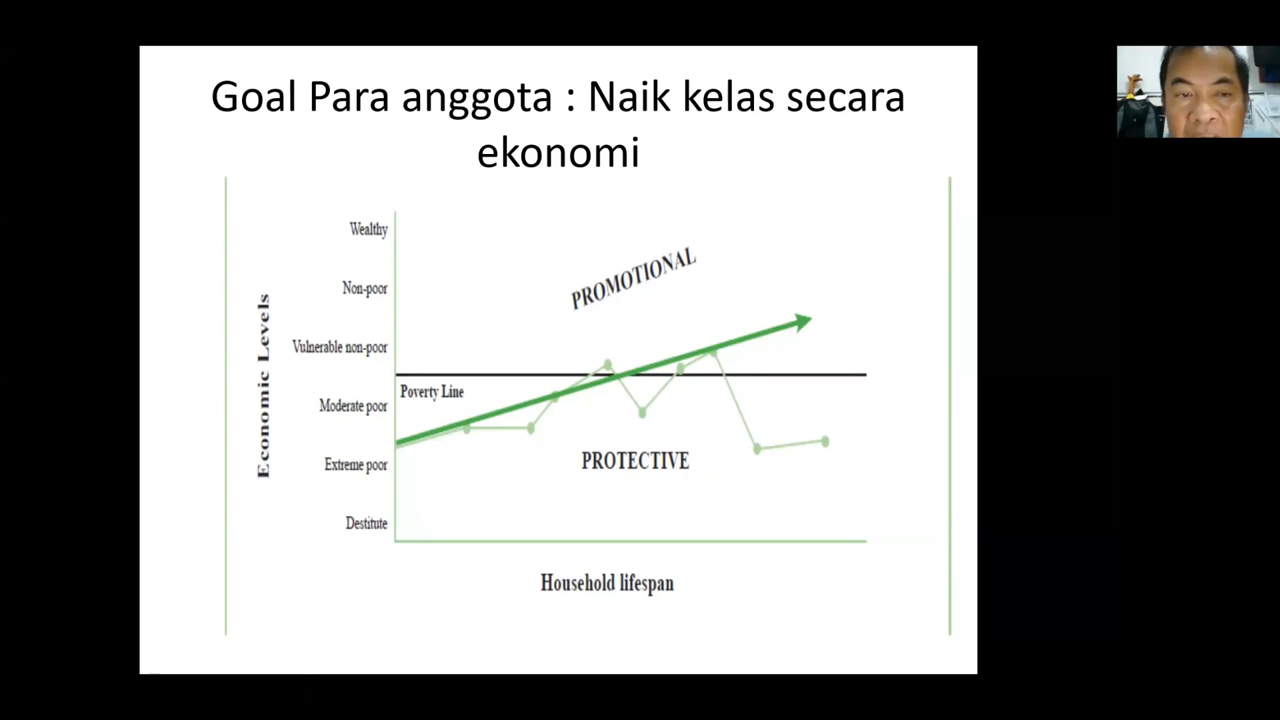 Goal Para anggota : Naik kelas secara
ekonomi
Wealthy
PROMOTIONAL
Non-poor
Vulnerable non-poor
Poverty Line
Moderate poor
Economic Levels
PROTECTIVE
Extreme poor
Destitute
Household lifespan